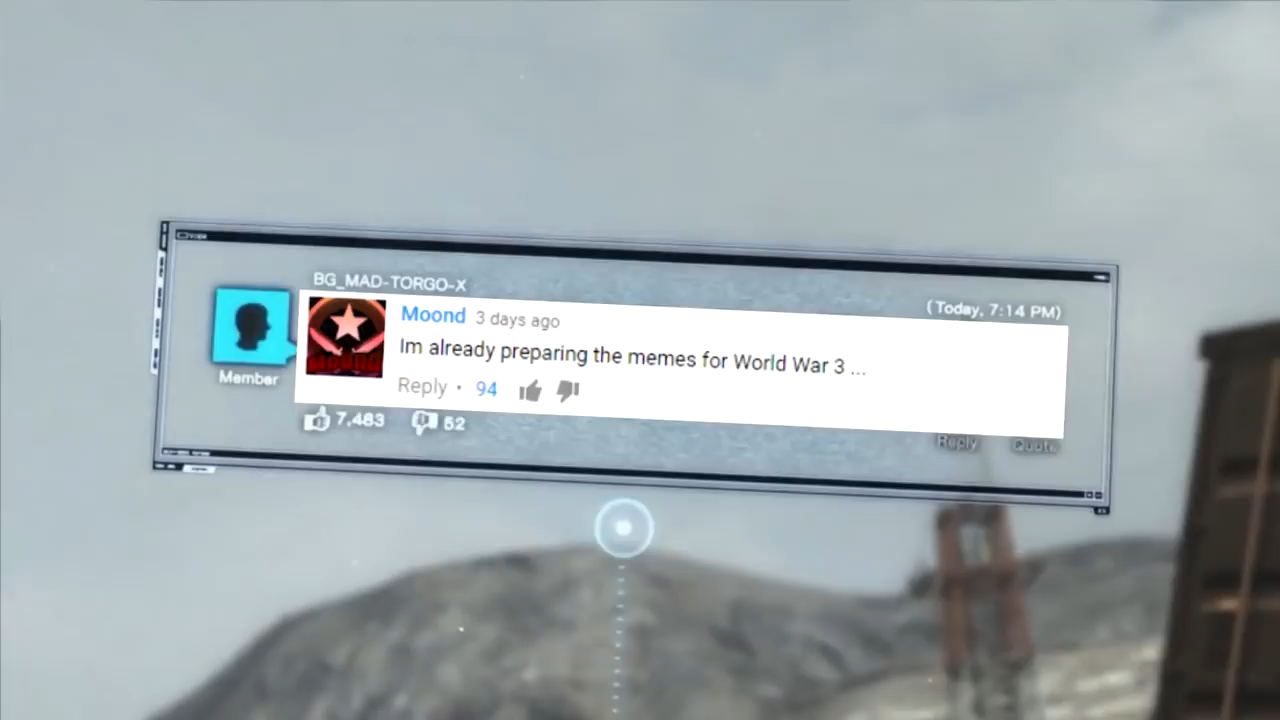 BG_MAD-TORGO-X
(Today, 7:14 PM)
Moond 3 days ago
Im already preparing the memes for World War 3 ...
Reply • 94
Member
7,483 52
Reply Quote